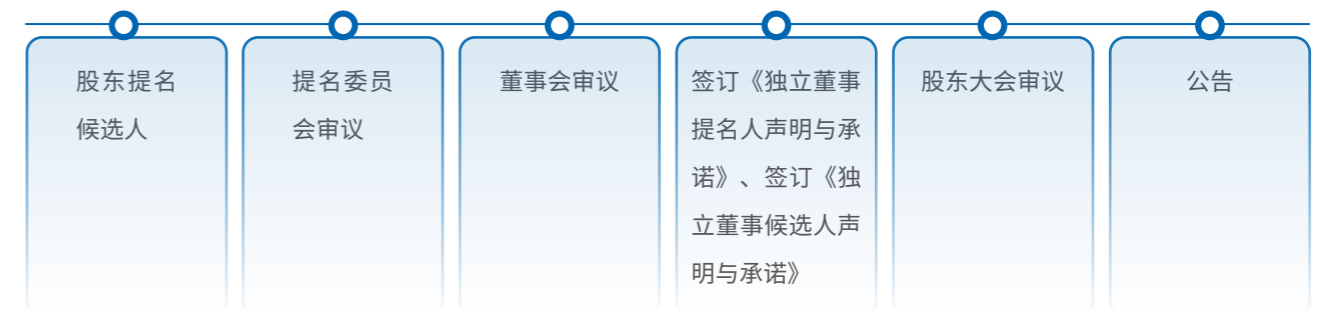 股东提名
候选人
提名委员
会审议
董事会审议
签订《独立董事
提名人声明与承
诺》、签订《独
立董事候选人声
明与承诺》
股东大会审议
公告